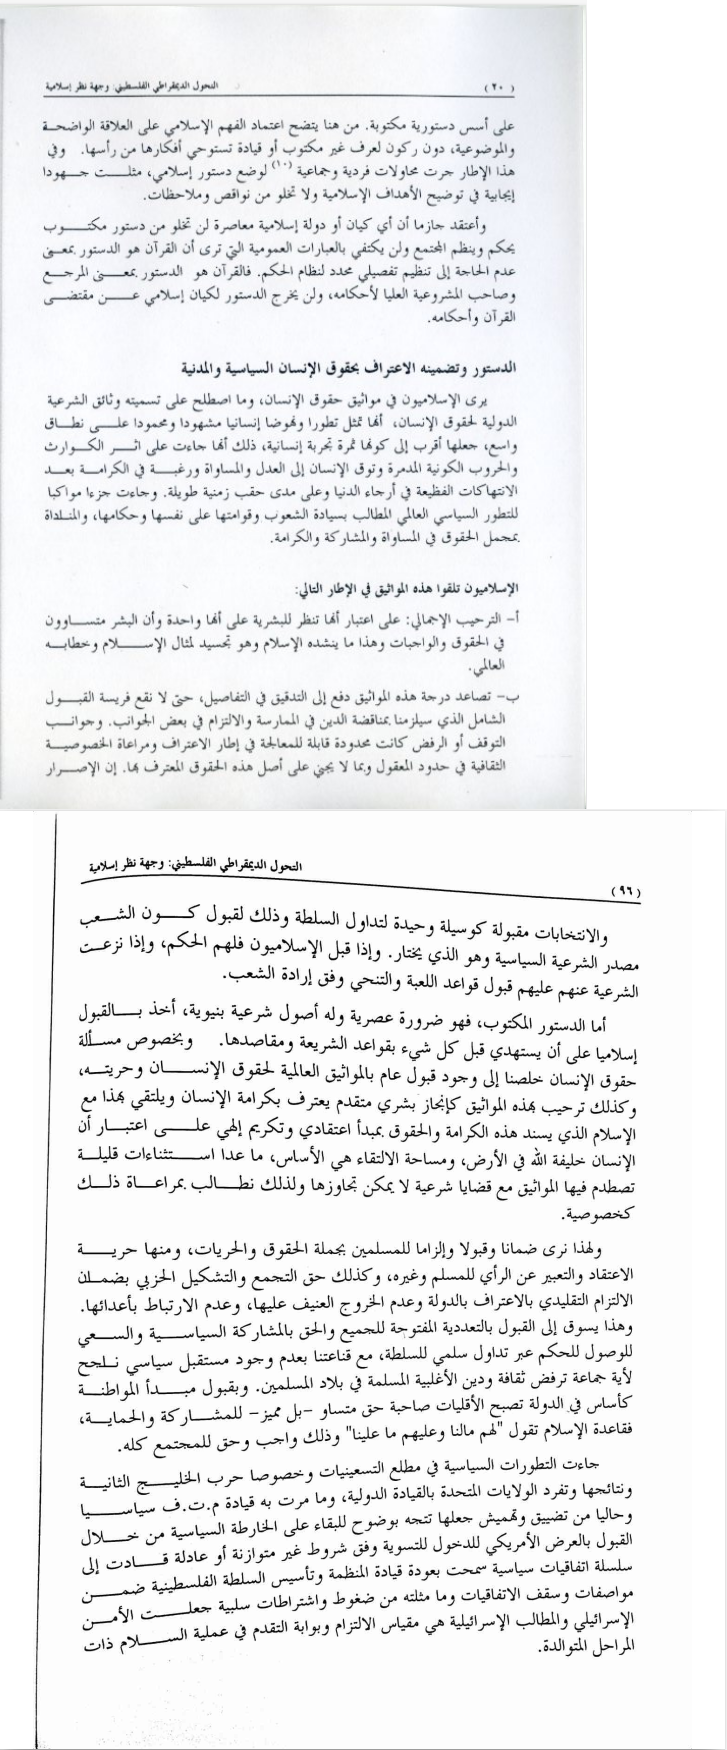 (٢٠) التحول الديمقراطي الفلسطيني: وجهة نظر إسلامية
على أسس دستورية مكتوبة. من هنا يتضح اعتماد الفهم الإسلامي على العلاقة الواضحة
والموضوعية، دون ركون لعرف غير مكتوب أو قيادة تستوحي أفكارها من رأسها. وفي
هذا الإطار جرت محاولات فردية وجماعية (١٠) لوضع دستور إسلامي، مثلت جهودا
إيجابية في توضيح الأهداف الإسلامية ولا تخلو من نواقص وملاحظات.
وأعتقد جازما أن أي كيان أو دولة إسلامية معاصرة لن تخلو من دستور مكتوب
يحكم وينظم المجتمع ولن يكتفي بالعبارات العمومية التي ترى أن القرآن هو الدستور بمعنى
عدم الحاجة إلى تنظيم تفصيلي محدد لنظام الحكم. فالقرآن هو الدستور بمعنى المرجع
وصاحب المشروعية العليا لأحكامه، ولن يخرج الدستور لكيان إسلامي عن مقتضى
القرآن وأحكامه.
الدستور وتضمينه الاعتراف بحقوق الإنسان السياسية والمدنية
يرى الإسلاميون في مواثيق حقوق الإنسان، وما اصطلح على تسميته وثائق الشرعية
الدولية لحقوق الإنسان، أنها تمثل تطورا ونهوضا إنسانيا مشهودا ومحمودا على نطاق
واسع، جعلها أقرب إلى كونها ثمرة تجربة إنسانية، ذلك أنها جاءت على اثر الكوارث
والحروب الكونية المدمرة وتوق الإنسان إلى العدل والمساواة ورغبة في الكرامة بعد
الانتهاكات الفظيعة في أرجاء الدنيا وعلى مدى حقب زمنية طويلة. وجاءت جزءا مواكبا
للتطور السياسي العالمي المطالب بسيادة الشعوب وقوامتها على نفسها وحكامها، والمناداة
بمجمل الحقوق في المساواة والمشاركة والكرامة.
الإسلاميون تلقوا هذه المواثيق في الإطار التالي:
أ- الترحيب الإجمالي: على اعتبار أنها تنظر للبشرية على أنها واحدة وأن البشر متساوون
في الحقوق والواجبات وهذا ما ينشده الإسلام وهو تجسيد لمثال الإسلام وخطابه
العالمي.
ب- تصاعد درجة هذه المواثيق دفع إلى التدقيق في التفاصيل، حتى لا نقع فريسة القبول
الشامل الذي سيلزمنا بمناقضة الدين في الممارسة والالتزام في بعض الجوانب. وجوانب
التوقف أو الرفض كانت محدودة قابلة للمعالجة في إطار الاعتراف ومراعاة الخصوصية
الثقافية في حدود المعقول وبما لا يجني على أصل هذه الحقوق المعترف بها. إن الإصرار
(٩٦) التحول الديمقراطي الفلسطيني: وجهة نظر إسلامية
والانتخابات مقبولة كوسيلة وحيدة لتداول السلطة وذلك لقبول كون الشعب
مصدر الشرعية السياسية وهو الذي يختار. وإذا قبل الإسلاميون فلهم الحكم، وإذا نزعت
الشرعية عنهم عليهم قبول قواعد اللعبة والتنحي وفق إرادة الشعب.
أما الدستور المكتوب، فهو ضرورة عصرية وله أصول شرعية بنيوية، أخذ بالقبول
إسلاميا على أن يستهدي قبل كل شيء بقواعد الشريعة ومقاصدها. وبخصوص مسألة
حقوق الإنسان خلصنا إلى وجود قبول عام بالمواثيق العالمية لحقوق الإنسان وحريته،
وكذلك ترحيب بهذه المواثيق كإنجاز بشري متقدم يعترف بكرامة الإنسان ويلتقي بهذا مع
الإسلام الذي يسند هذه الكرامة والحقوق بمبدأ اعتقادي وتكريم إلهي على اعتبار أن
الإنسان خليفة الله في الأرض، ومساحة الالتقاء هي الأساس، ما عدا استثناءات قليلة
تصطدم فيها المواثيق مع قضايا شرعية لا يمكن تجاوزها ولذلك نطالب بمراعاة ذلك
كخصوصية.
ولهذا نرى ضمانا وقبولا وإلزاما للمسلمين بجملة الحقوق والحريات، ومنها حرية
الاعتقاد والتعبير عن الرأي للمسلم وغيره، وكذلك حق التجمع والتشكيل الحزبي بضمان
الالتزام التقليدي بالاعتراف بالدولة وعدم الخروج العنيف عليها، وعدم الارتباط بأعدائها.
وهذا يسوق إلى القبول بالتعددية المفتوحة للجميع والحق بالمشاركة السياسية والسعي
للوصول للحكم عبر تداول سلمي للسلطة، مع قناعتنا بعدم وجود مستقبل سياسي ناجح
لأية جماعة ترفض ثقافة ودين الأغلبية المسلمة في بلاد المسلمين. وبقبول مبدأ المواطنة
كأساس في الدولة تصبح الأقليات صاحبة حق متساو -بل مميز- للمشاركة والحماية،
فقاعدة الإسلام تقول "لهم مالنا وعليهم ما علينا" وذلك واجب وحق للمجتمع كله.
جاءت التطورات السياسية في مطلع التسعينيات وخصوصا حرب الخليج الثانية
ونتائجها وتفرد الولايات المتحدة بالقيادة الدولية، وما مرت به قيادة م.ت.ف سياسيا
وحاليا من تضييق وتهميش جعلها تتجه بوضوح للبقاء على الخارطة السياسية من خلال
القبول بالعرض الأمريكي للدخول للتسوية وفق شروط غير متوازنة أو عادلة قادت إلى
سلسلة اتفاقيات سياسية سمحت بعودة قيادة المنظمة وتأسيس السلطة الفلسطينية ضمن
مواصفات وسقف الاتفاقيات وما مثلته من ضغوط واشتراطات سلبية جعلت الأمن
الإسرائيلي والمطالب الإسرائيلية هي مقياس الالتزام وبوابة التقدم في عملية السلام ذات
المراحل المتوالدة.